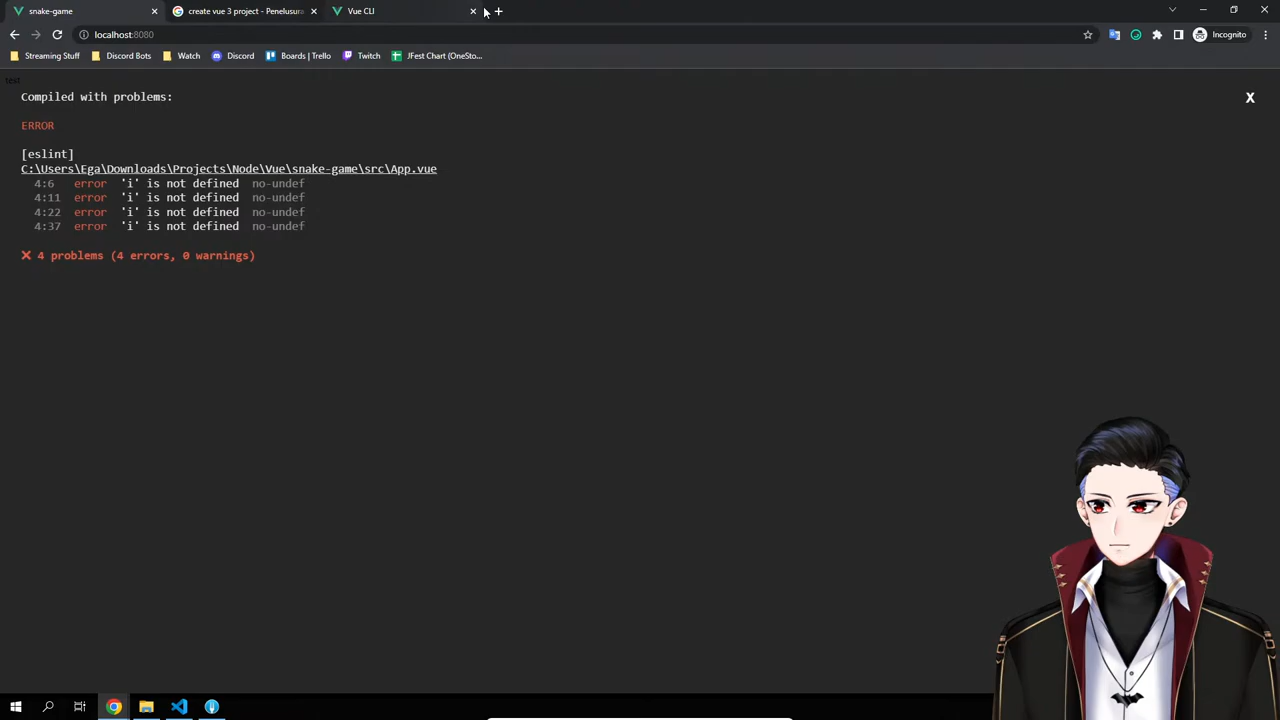 snake-game
create vue 3 project - Penelusura
Vue CLI
localhost:8080
Incognito
Streaming Stuff
Discord Bots
Watch
Discord
Boards | Trello
Twitch
JFest Chart (OneSto...
text
Compiled with problems:
X
ERROR
[eslint]
C:\Users\Ega\Downloads\Projects\Node\Vue\snake-game\src\App.vue
4:6 error 'i' is not defined no-undef
4:11 error 'i' is not defined no-undef
4:22 error 'i' is not defined no-undef
4:37 error 'i' is not defined no-undef
✕ 4 problems (4 errors, 0 warnings)